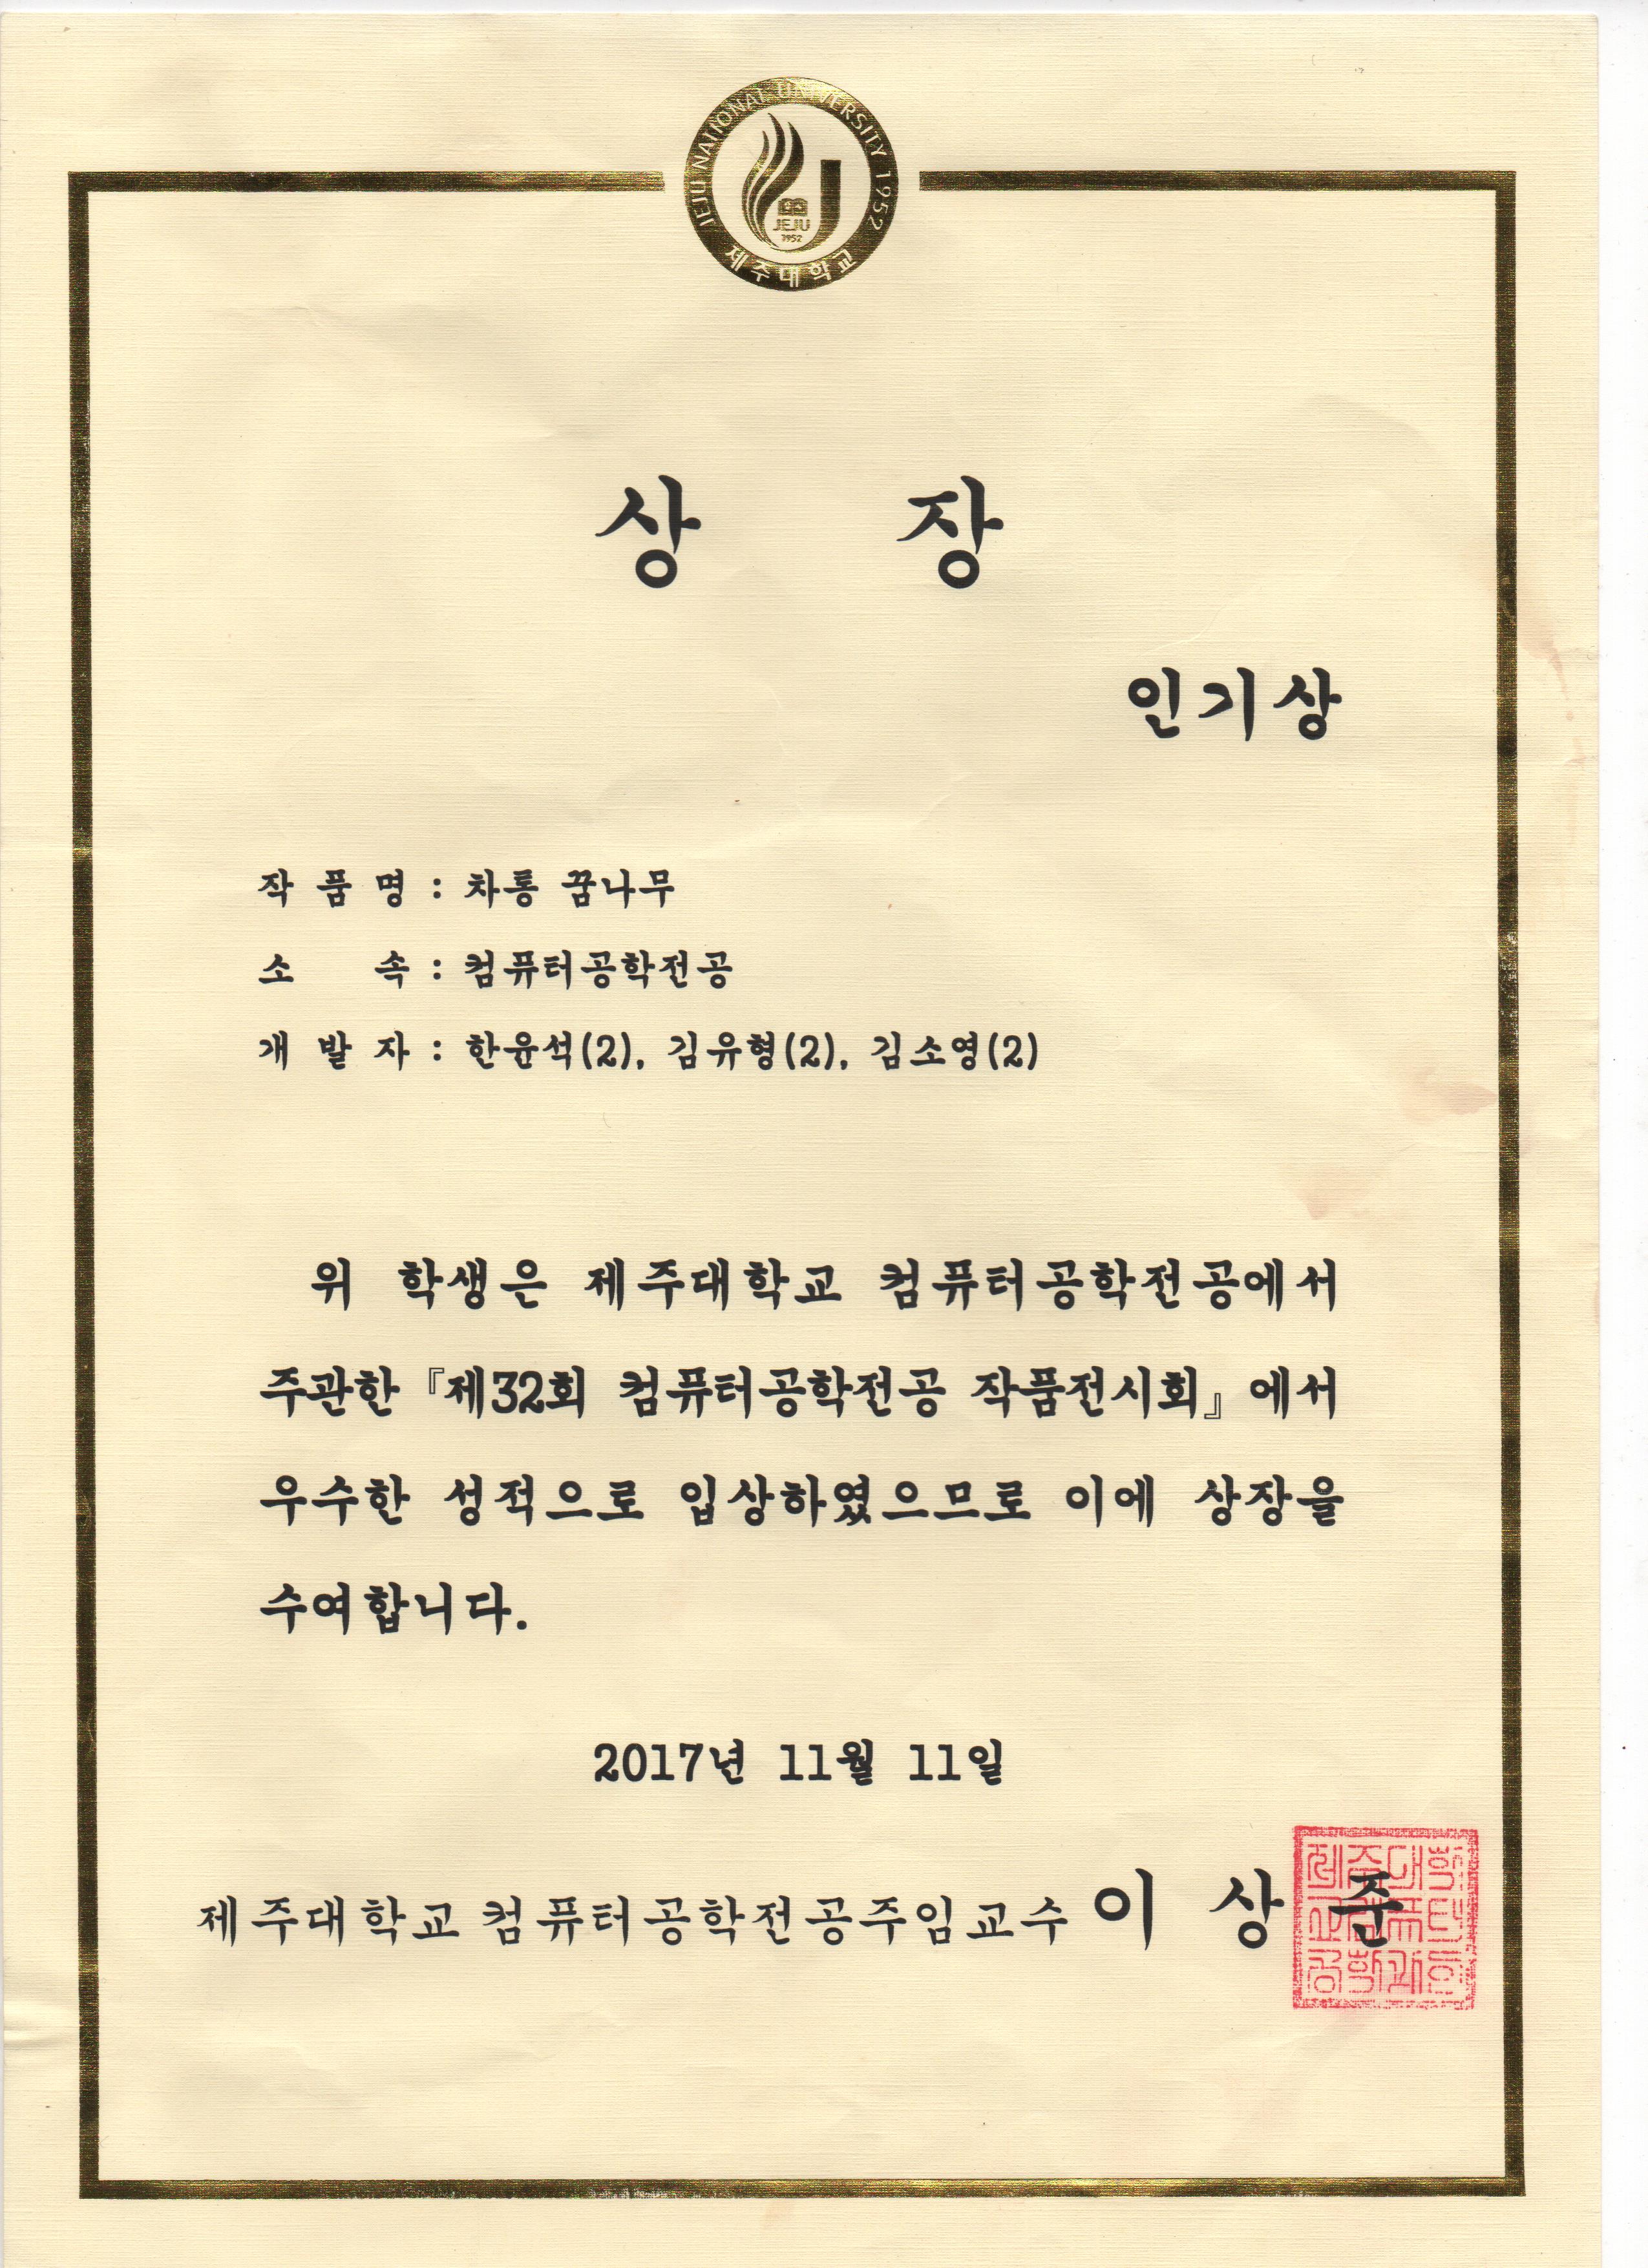 JEJU NATIONAL UNIVERSITY 1952
JEJU
1952
제주대학교
상 장
인기상
작 품 명 : 차롱 꿈나무
소 속 : 컴퓨터공학전공
개 발 자 : 한윤석(2), 김유형(2), 김소영(2)
위 학생은 제주대학교 컴퓨터공학전공에서
주관한『제32회 컴퓨터공학전공 작품전시회』에서
우수한 성적으로 입상하였으므로 이에 상장을
수여합니다.
2017년 11월 11일
제주대학교 컴퓨터공학전공주임교수 이 상 준